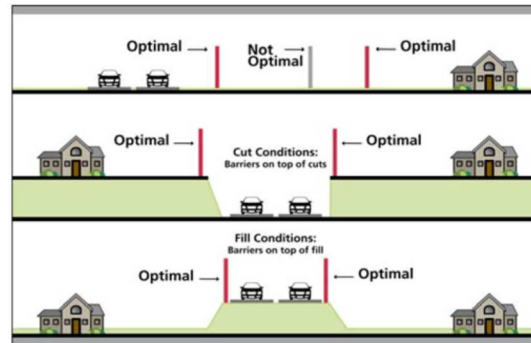 Optimal
Not
Optimal
Optimal
Optimal
Cut Conditions:
Barriers on top of cuts
Optimal
Fill Conditions:
Barriers on top of fill
Optimal
Optimal